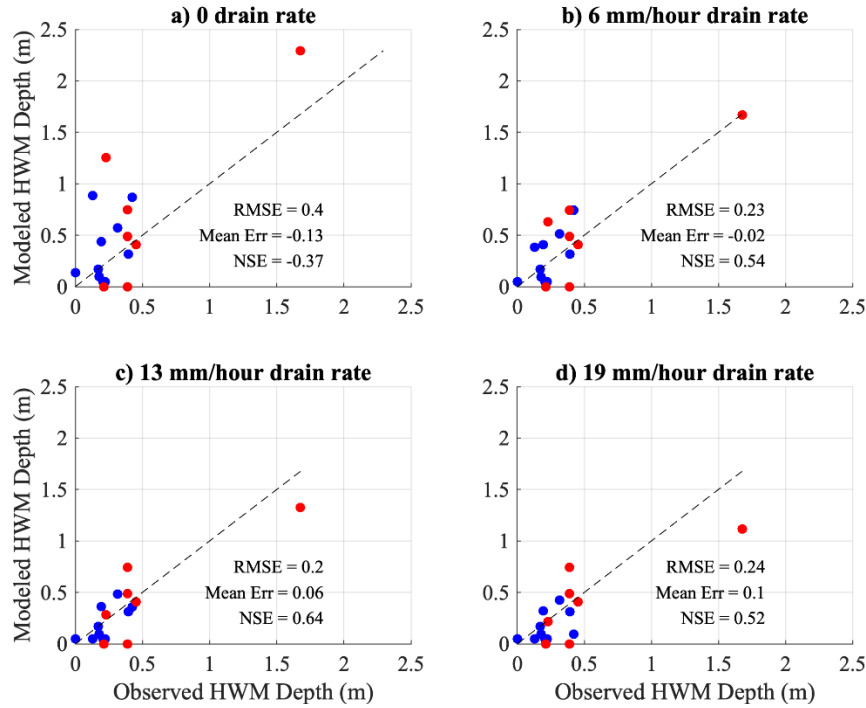 a) 0 drain rate
b) 6 mm/hour drain rate
Modeled HWM Depth (m)
2.5
2
1.5
1
0.5
0
0
0.5
1
1.5
2
2.5
RMSE = 0.4
Mean Err = -0.13
NSE = -0.37
2.5
2
1.5
1
0.5
0
0
0.5
1
1.5
2
2.5
RMSE = 0.23
Mean Err = -0.02
NSE = 0.54
c) 13 mm/hour drain rate
d) 19 mm/hour drain rate
Modeled HWM Depth (m)
2.5
2
1.5
1
0.5
0
0
0.5
1
1.5
2
2.5
RMSE = 0.2
Mean Err = 0.06
NSE = 0.64
Observed HWM Depth (m)
2.5
2
1.5
1
0.5
0
0
0.5
1
1.5
2
2.5
RMSE = 0.24
Mean Err = 0.1
NSE = 0.52
Observed HWM Depth (m)